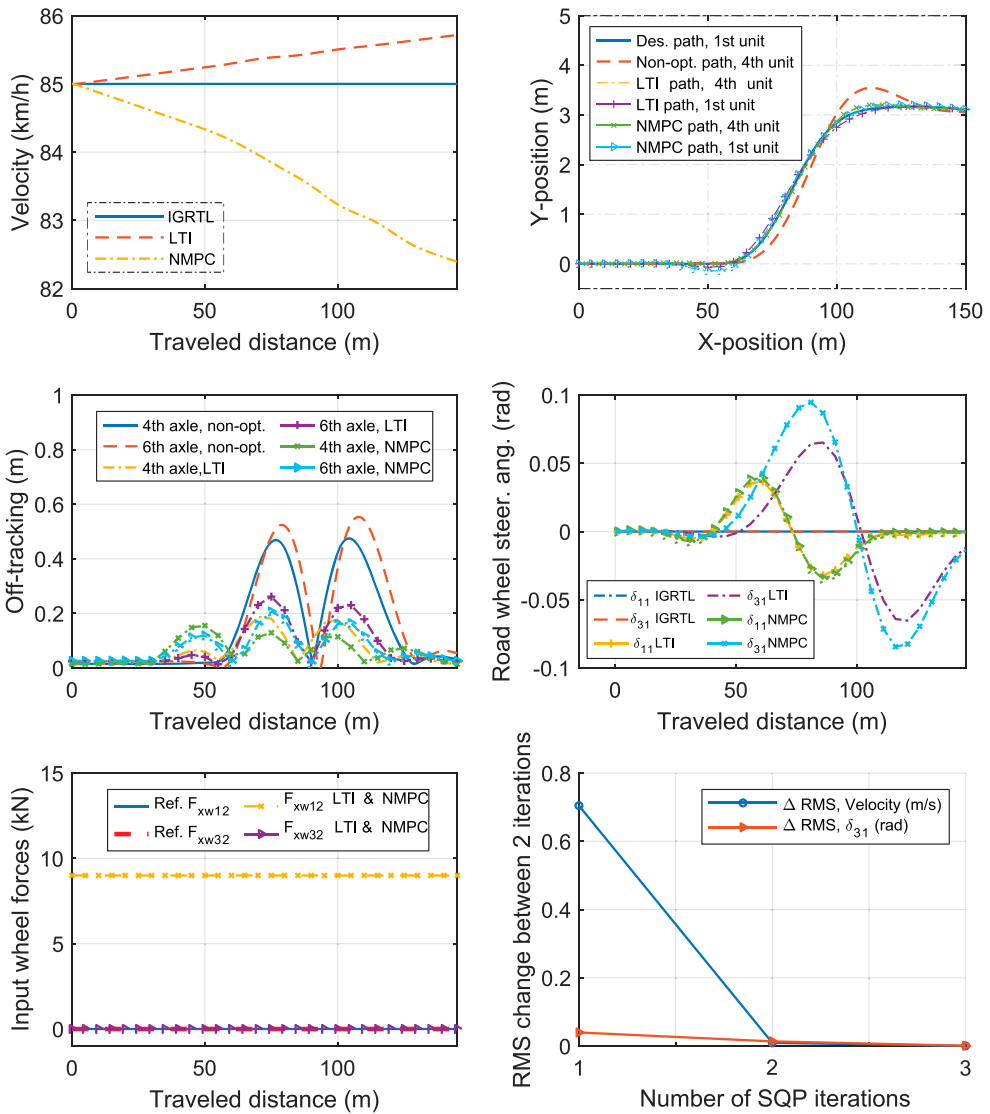 86
85
84
83
82
0
50
100
Velocity (km/h)
Traveled distance (m)
IGRTL
LTI
NMPC
5
4
3
2
1
0
0
50
100
150
Y-position (m)
X-position (m)
Des. path, 1st unit
Non-opt. path, 4th unit
LTI path, 4th unit
LTI path, 1st unit
NMPC path, 4th unit
NMPC path, 1st unit
1
0.8
0.6
0.4
0.2
0
0
50
100
Off-tracking (m)
Traveled distance (m)
4th axle, non-opt.
6th axle, non-opt.
4th axle,LTI
6th axle, LTI
4th axle, NMPC
6th axle, NMPC
0.1
0.05
0
-0.05
-0.1
0
50
100
Road wheel steer. ang. (rad)
Traveled distance (m)
δ11 IGRTL
δ31 IGRTL
δ11LTI
δ31LTI
δ11NMPC
δ31NMPC
15
10
5
0
0
50
100
Input wheel forces (kN)
Traveled distance (m)
Ref. Fxw12
Ref. Fxw32
Fxw12 LTI & NMPC
Fxw32 LTI & NMPC
0.8
0.6
0.4
0.2
0
1
2
3
RMS change between 2 iterations
Number of SQP iterations
Δ RMS, Velocity (m/s)
Δ RMS, δ31 (rad)